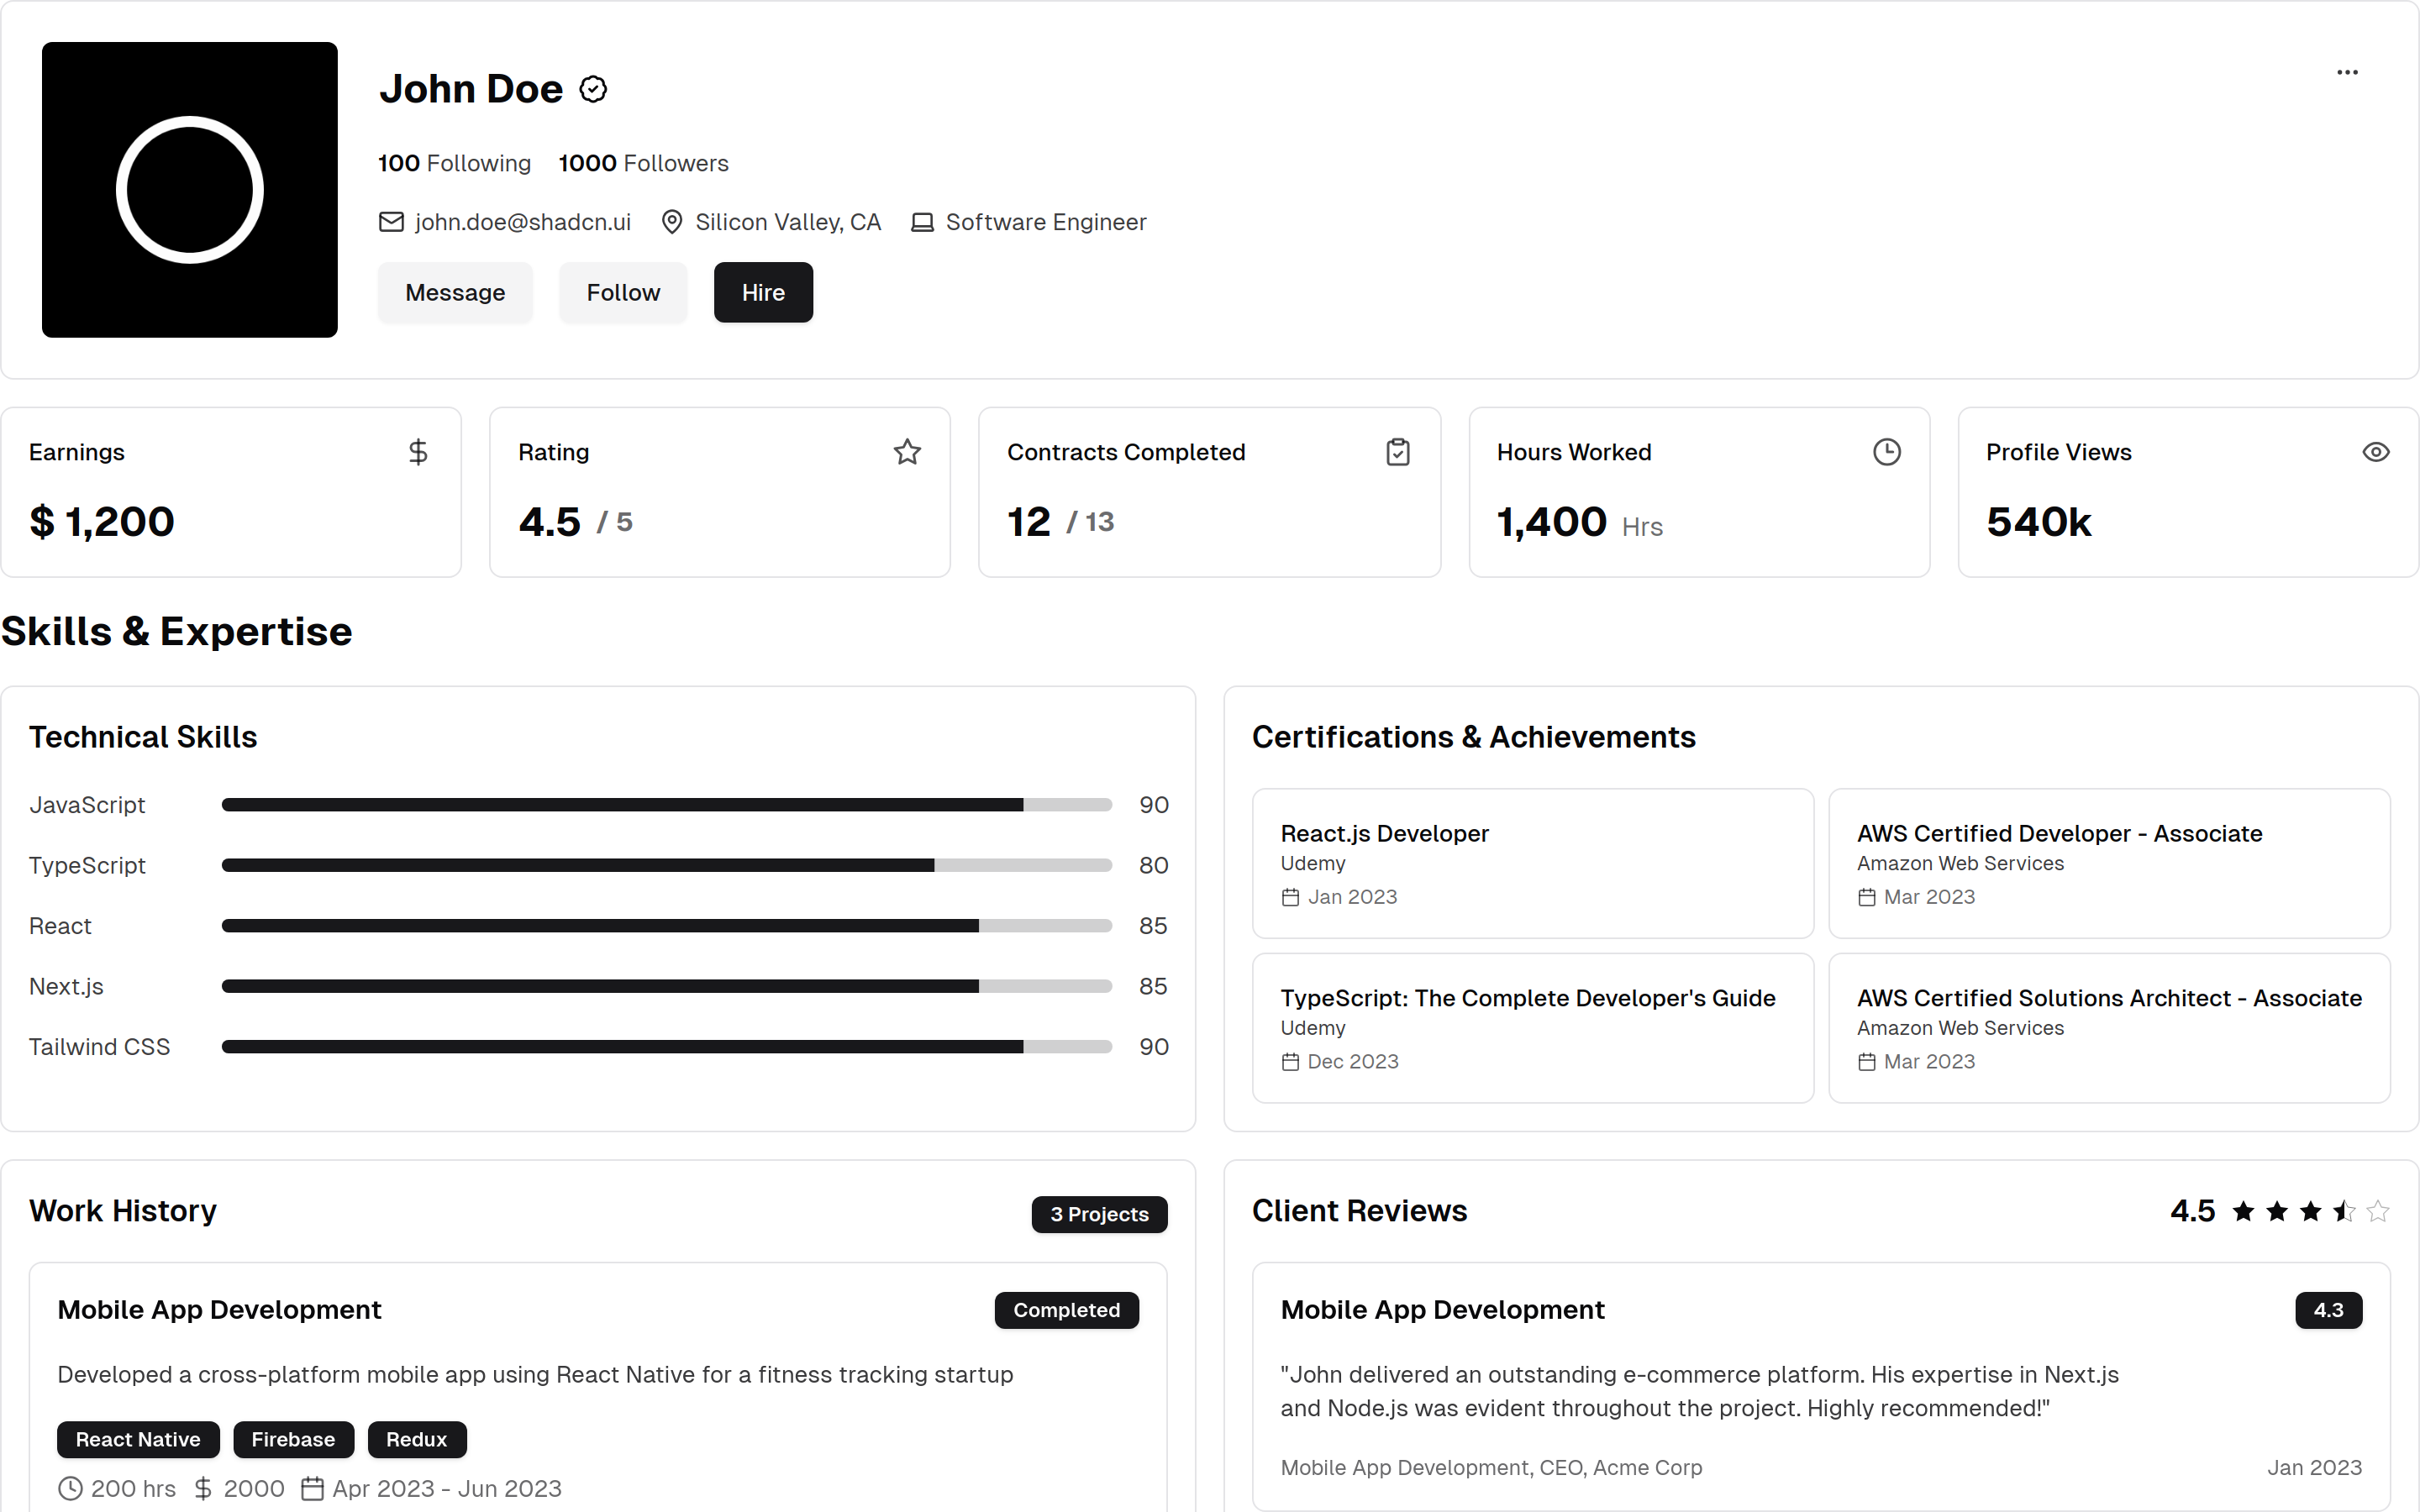 John Doe
100 Following 1000 Followers
john.doe@shadcn.ui Silicon Valley, CA Software Engineer
Message Follow Hire
Earnings
$ 1,200
Rating
4.5 / 5
Contracts Completed
12 / 13
Hours Worked
1,400 Hrs
Profile Views
540k
Skills & Expertise
Technical Skills
JavaScript 90
TypeScript 80
React 85
Next.js 85
Tailwind CSS 90
Certifications & Achievements
React.js Developer
Udemy
Jan 2023
AWS Certified Developer - Associate
Amazon Web Services
Mar 2023
TypeScript: The Complete Developer's Guide
Udemy
Dec 2023
AWS Certified Solutions Architect - Associate
Amazon Web Services
Mar 2023
Work History 3 Projects
Mobile App Development Completed
Developed a cross-platform mobile app using React Native for a fitness tracking startup
React Native Firebase Redux
200 hrs $ 2000 Apr 2023 - Jun 2023
Client Reviews 4.5
Mobile App Development 4.3
"John delivered an outstanding e-commerce platform. His expertise in Next.js
and Node.js was evident throughout the project. Highly recommended!"
Mobile App Development, CEO, Acme Corp Jan 2023